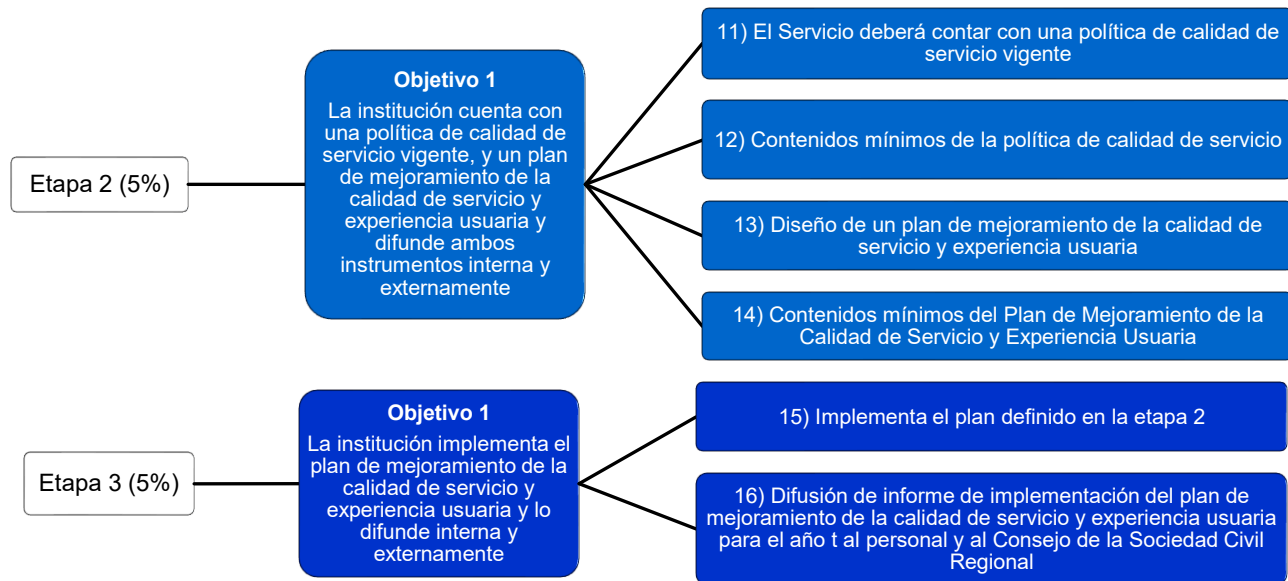 Etapa 2 (5%)
Objetivo 1
La institución cuenta con
una política de calidad de
servicio vigente, y un plan
de mejoramiento de la
calidad de servicio y
experiencia usuaria y
difunde ambos
instrumentos interna y
externamente
11) El Servicio deberá contar con una política de calidad de
servicio vigente
12) Contenidos mínimos de la política de calidad de servicio
13) Diseño de un plan de mejoramiento de la calidad de
servicio y experiencia usuaria
14) Contenidos mínimos del Plan de Mejoramiento de la
Calidad de Servicio y Experiencia Usuaria
Etapa 3 (5%)
Objetivo 1
La institución implementa el
plan de mejoramiento de la
calidad de servicio y
experiencia usuaria y lo
difunde interna y
externamente
15) Implementa el plan definido en la etapa 2
16) Difusión de informe de implementación del plan de
mejoramiento de la calidad de servicio y experiencia usuaria
para el año t al personal y al Consejo de la Sociedad Civil
Regional